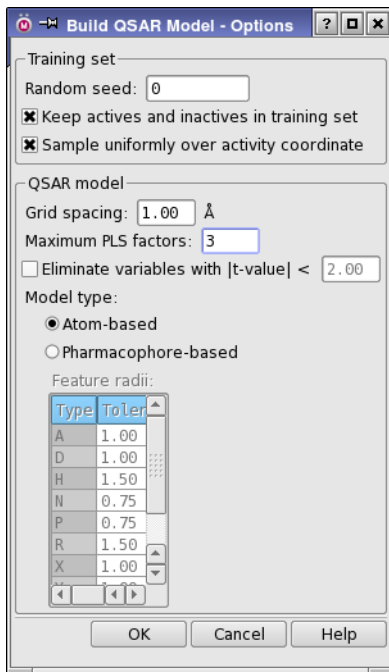 Build QSAR Model - Options
Training set
Random seed: 0
Keep actives and inactives in training set
Sample uniformly over activity coordinate
QSAR model
Grid spacing: 1.00 Å
Maximum PLS factors: 3
Eliminate variables with |t-value| < 2.00
Model type:
Atom-based
Pharmacophore-based
Feature radii:
Type Toler
A 1.00
D 1.00
H 1.50
N 0.75
P 0.75
R 1.50
X 1.00
OK Cancel Help